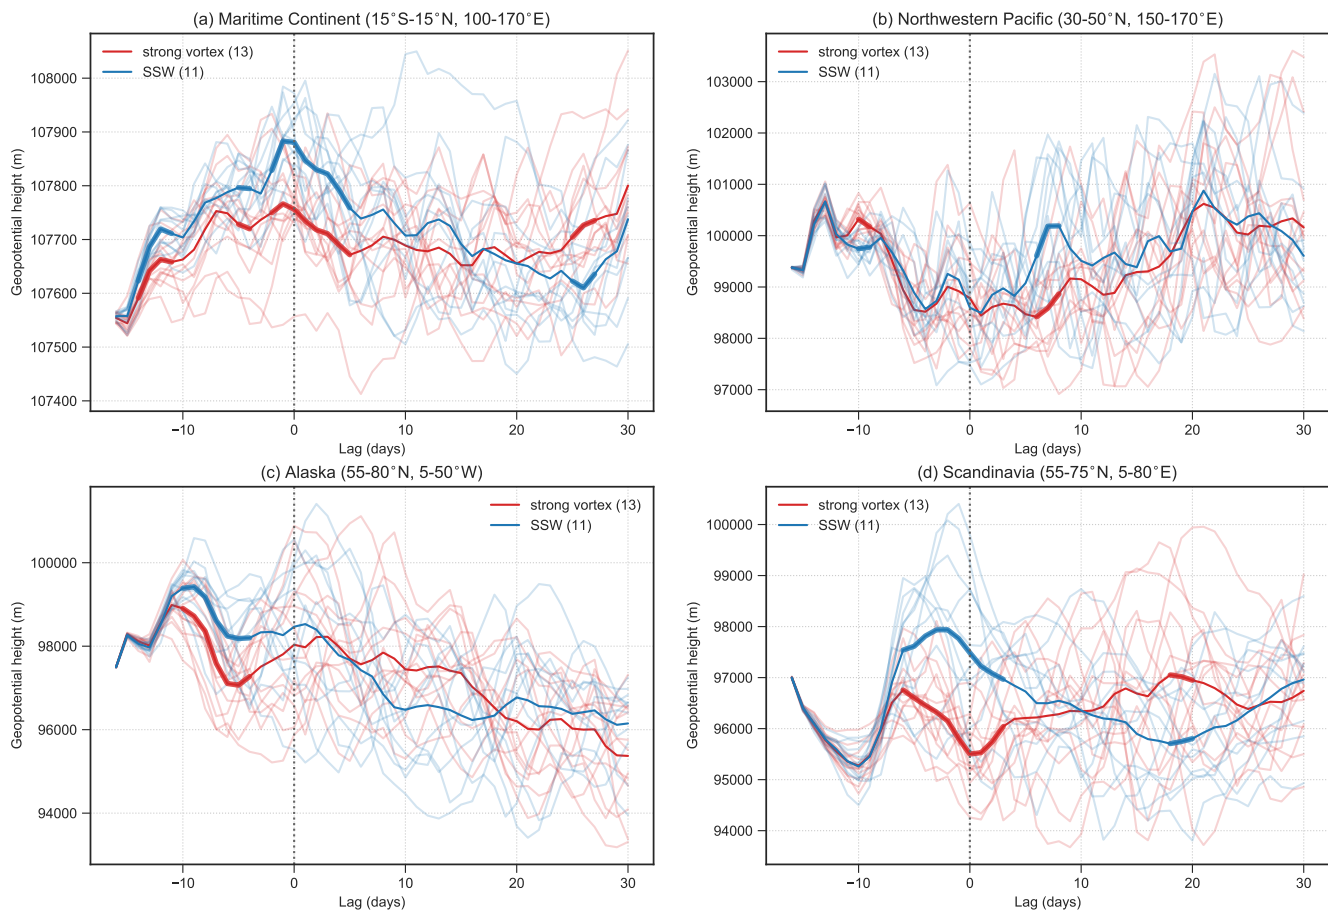 (a) Maritime Continent (15°S-15°N, 100-170°E)
strong vortex (13)
SSW (11)
Geopotential height (m)
108000
107900
107800
107700
107600
107500
107400
−10
0
10
20
30
Lag (days)
(b) Northwestern Pacific (30-50°N, 150-170°E)
strong vortex (13)
SSW (11)
Geopotential height (m)
103000
102000
101000
100000
99000
98000
97000
−10
0
10
20
30
Lag (days)
(c) Alaska (55-80°N, 5-50°W)
strong vortex (13)
SSW (11)
Geopotential height (m)
100000
98000
96000
94000
−10
0
10
20
30
Lag (days)
(d) Scandinavia (55-75°N, 5-80°E)
strong vortex (13)
SSW (11)
Geopotential height (m)
100000
99000
98000
97000
96000
95000
94000
−10
0
10
20
30
Lag (days)